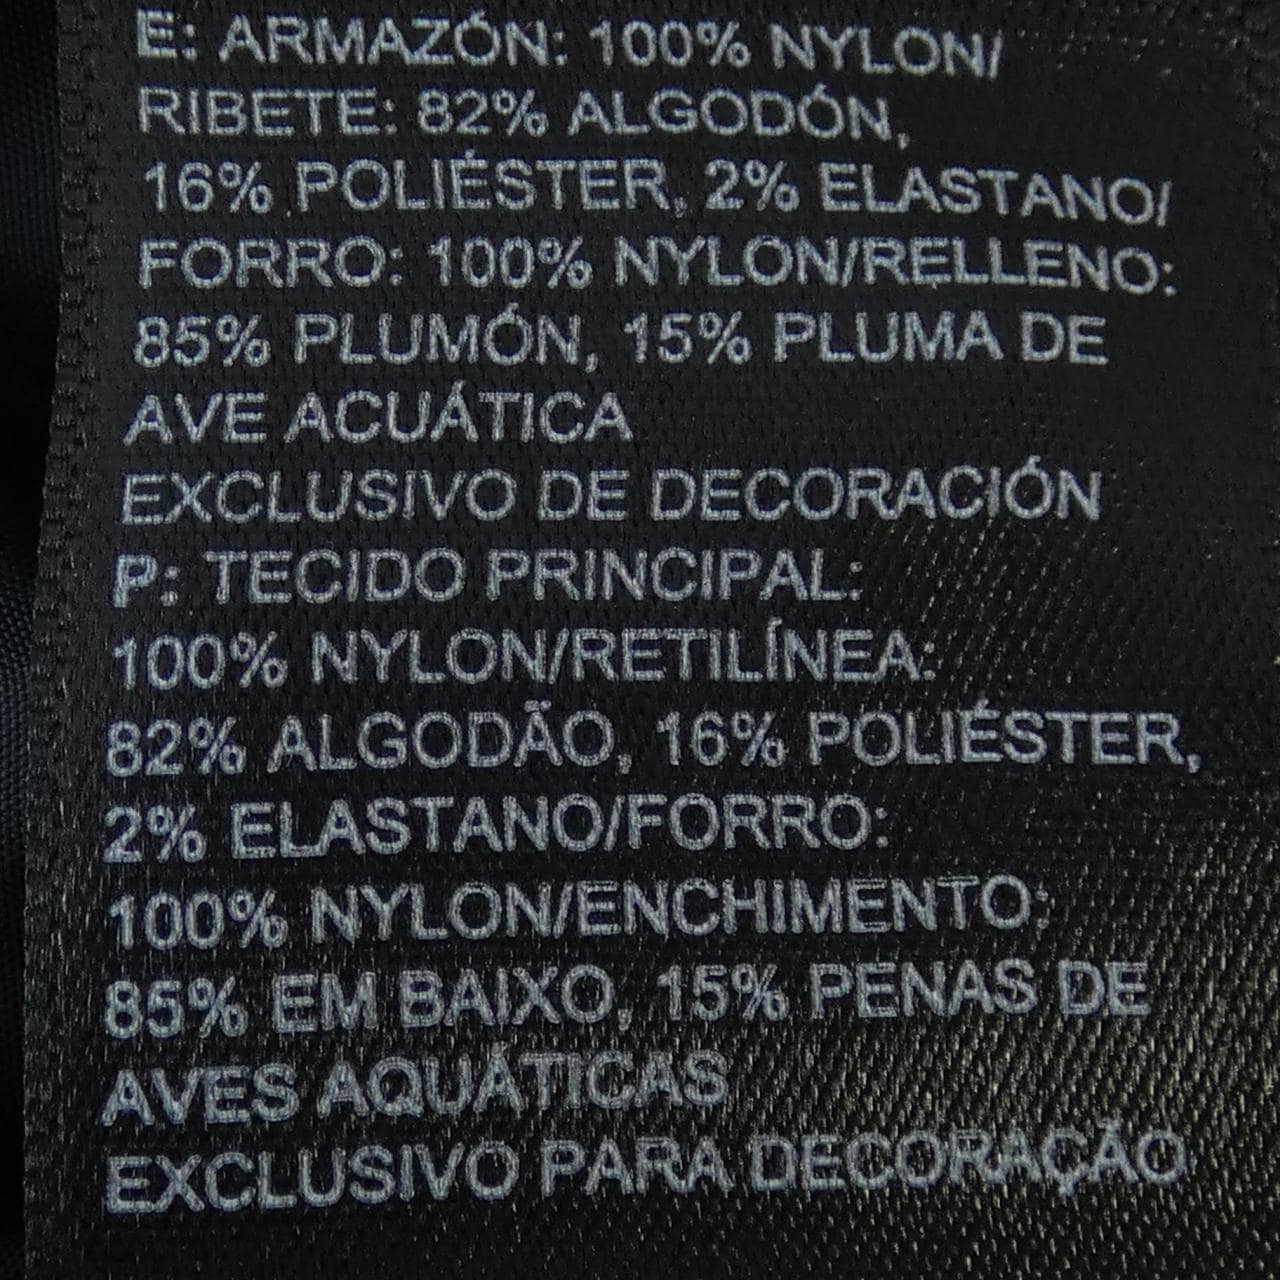 E: ARMAZÓN: 100% NYLON/
RIBETE: 82% ALGODÓN,
16% POLIÉSTER, 2% ELASTANO/
FORRO: 100% NYLON/RELLENO:
85% PLUMÓN, 15% PLUMA DE
AVE ACUÁTICA
EXCLUSIVO DE DECORACIÓN
P: TECIDO PRINCIPAL:
100% NYLON/RETILÍNEA:
82% ALGODÃO, 16% POLIÉSTER,
2% ELASTANO/FORRO:
100% NYLON/ENCHIMENTO:
85% EM BAIXO, 15% PENAS DE
AVES AQUÁTICAS
EXCLUSIVO PARA DECORAÇÃO